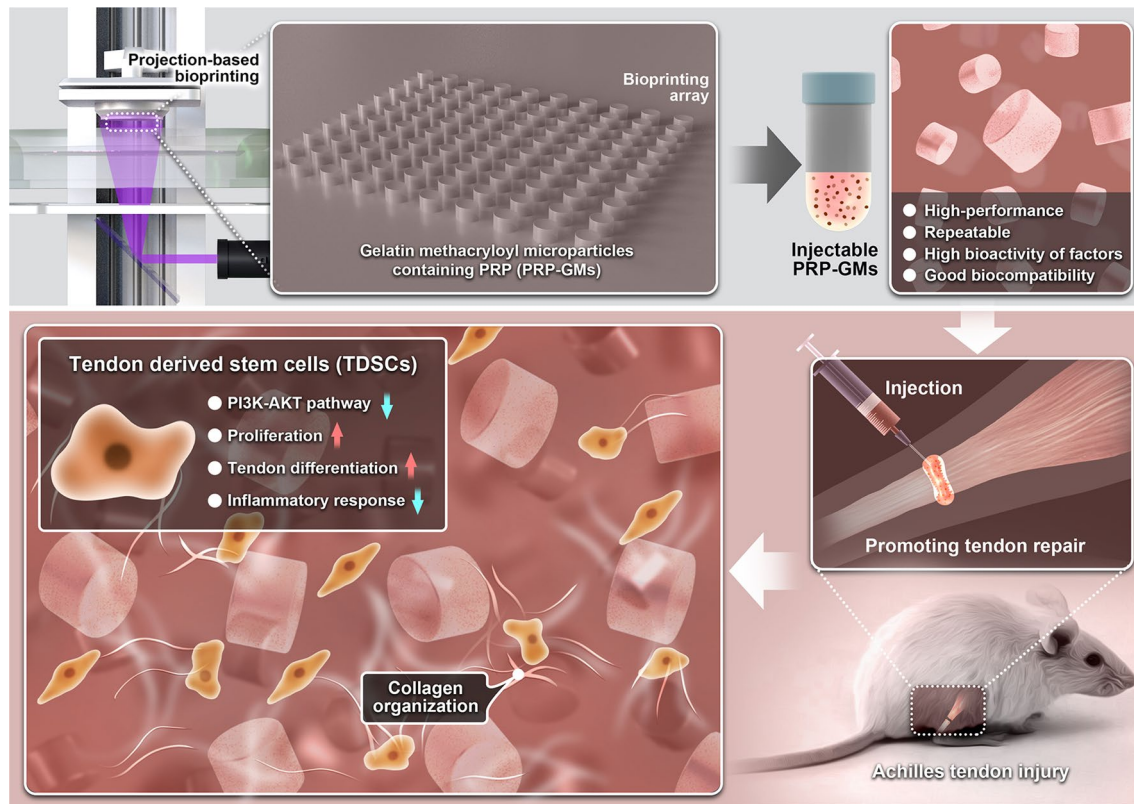 Projection-based
bioprinting
Bioprinting
array
Gelatin methacryloyl microparticles
containing PRP (PRP-GMs)
Injectable
PRP-GMs
High-performance
Repeatable
High bioactivity of factors
Good biocompatibility
Tendon derived stem cells (TDSCs)
PI3K-AKT pathway
Proliferation
Tendon differentiation
Inflammatory response
Collagen
organization
Injection
Promoting tendon repair
Achilles tendon injury